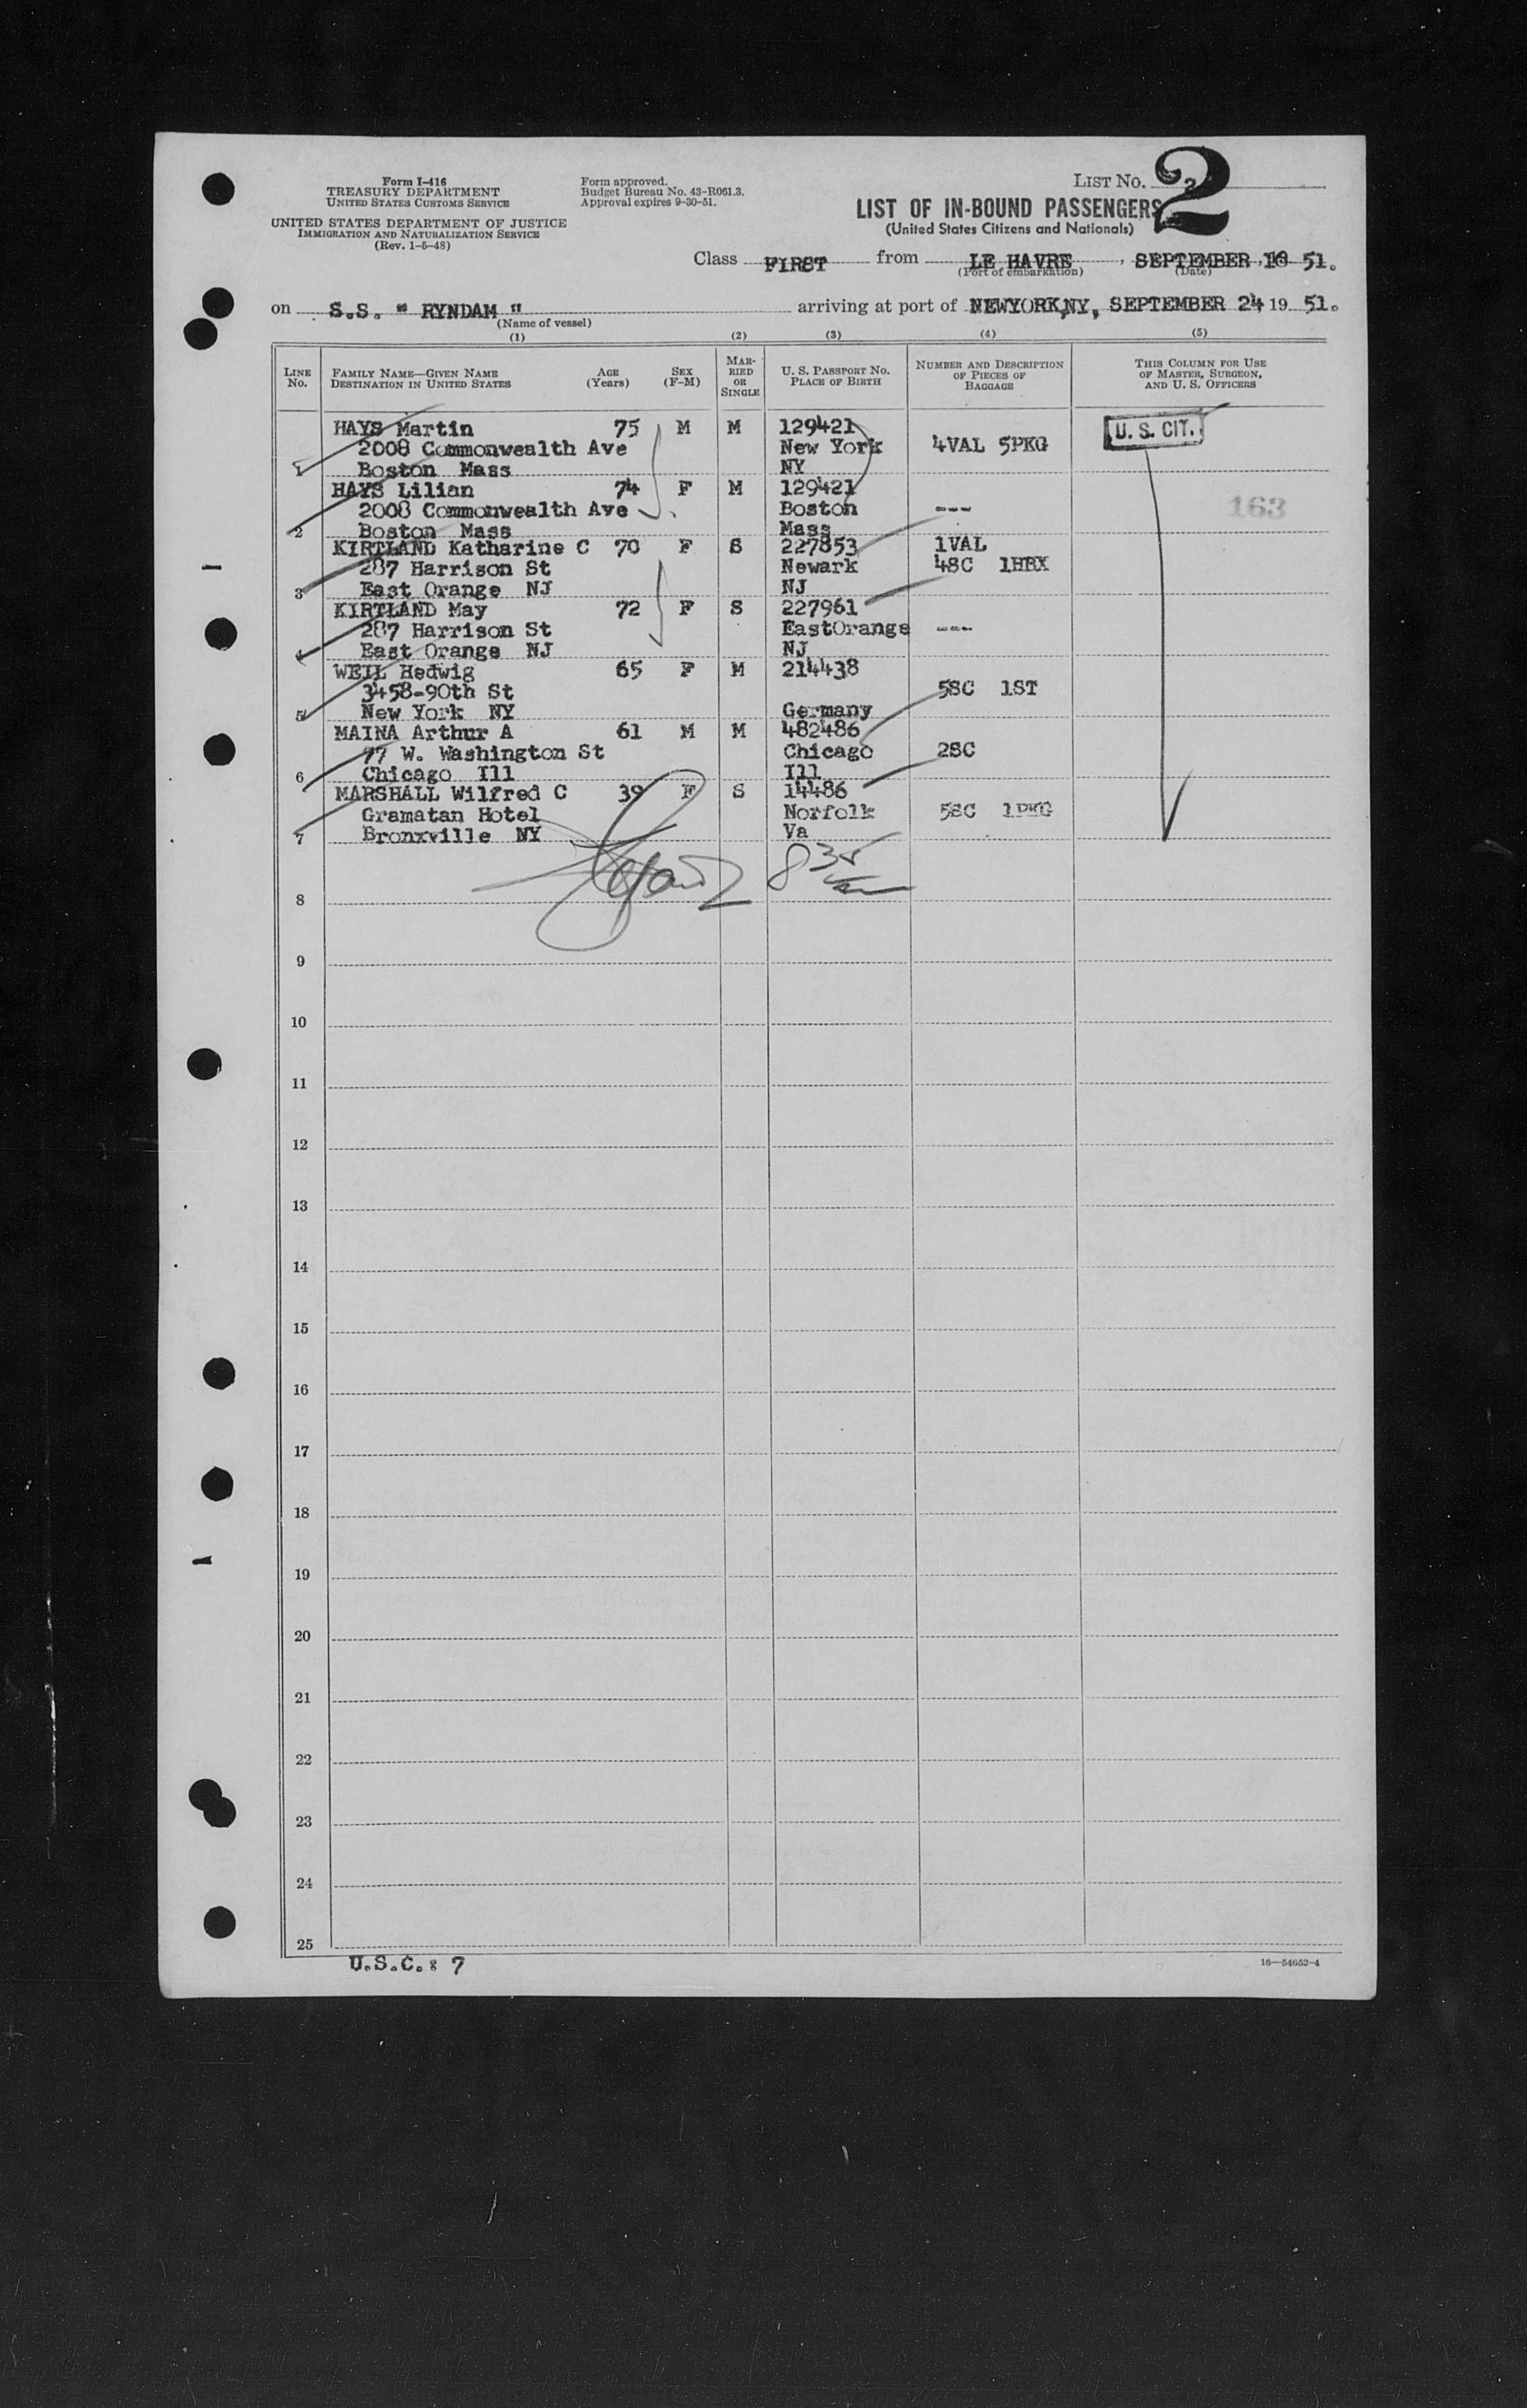 Form I-416
TREASURY DEPARTMENT
UNITED STATES CUSTOMS SERVICE
UNITED STATES DEPARTMENT OF JUSTICE
IMMIGRATION AND NATURALIZATION SERVICE
(Rev. 1-5-48)
Form approved.
Budget Bureau No. 43-R061.3.
Approval expires 9-30-51.
LIST NO. 2
2
LIST OF IN-BOUND PASSENGERS
(United States Citizens and Nationals)
Class FIRST from LE HAVRE, SEPTEMBER 51.
(Port of embarkation) (Date)
on S.S. " RYNDAM " arriving at port of NEWYORK,NY, SEPTEMBER 24 19 51.
(Name of vessel)
(1) (2) (3) (4) (5)
LINE No. FAMILY NAME—GIVEN NAME DESTINATION IN UNITED STATES AGE (Years) SEX (F-M) MARRIED OR SINGLE U. S. PASSPORT NO. PLACE OF BIRTH NUMBER AND DESCRIPTION OF PIECES OF BAGGAGE THIS COLUMN FOR USE OF MASTER, SURGEON, AND U. S. OFFICERS
HAYS Martin 75 M M 129421 U. S. CIT.
2008 Commonwealth Ave New York 4VAL 5PKG
1 Boston Mass NY
HAYS Lilian 74 F M 129421
2008 Commonwealth Ave Boston --- 163
2 Boston Mass Mass
KIRTLAND Katharine C 70 F S 227853 1VAL
287 Harrison St Newark 4SC 1HBX
3 East Orange NJ NJ
KIRTLAND May 72 F S 227961
287 Harrison St EastOrange ---
4 East Orange NJ NJ
WEIL Hedwig 65 F M 214438
3458-90th St 5SC 1ST
5 New York NY Germany
MAINA Arthur A 61 M M 482486
77 W. Washington St Chicago 2SC
6 Chicago Ill Ill
MARSHALL Wilfred C 39 F S 14486
Gramatan Hotel Norfolk 5SC 1PKG
7 Bronxville NY Va
835
8
9
10
11
12
13
14
15
16
17
18
19
20
21
22
23
24
25
U.S.C.: 7
16—54652-4